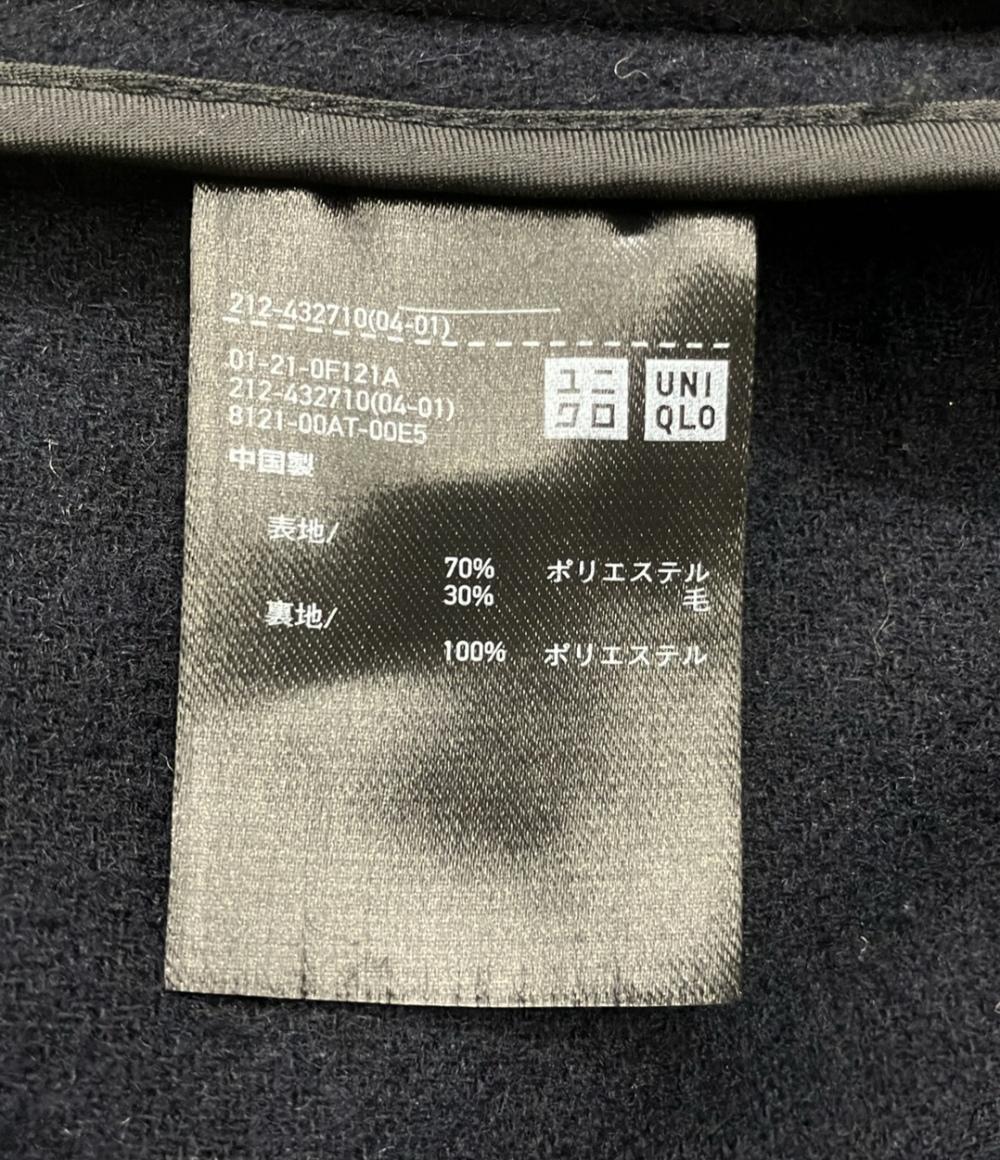 212-432710(04-01)
01-21-0F121A
212-432710(04-01)
8121-00AT-00E5
ユニ
クロ
UNI
QLO
中国製
表地/
70% ポリエステル
30% 毛
裏地/
100% ポリエステル